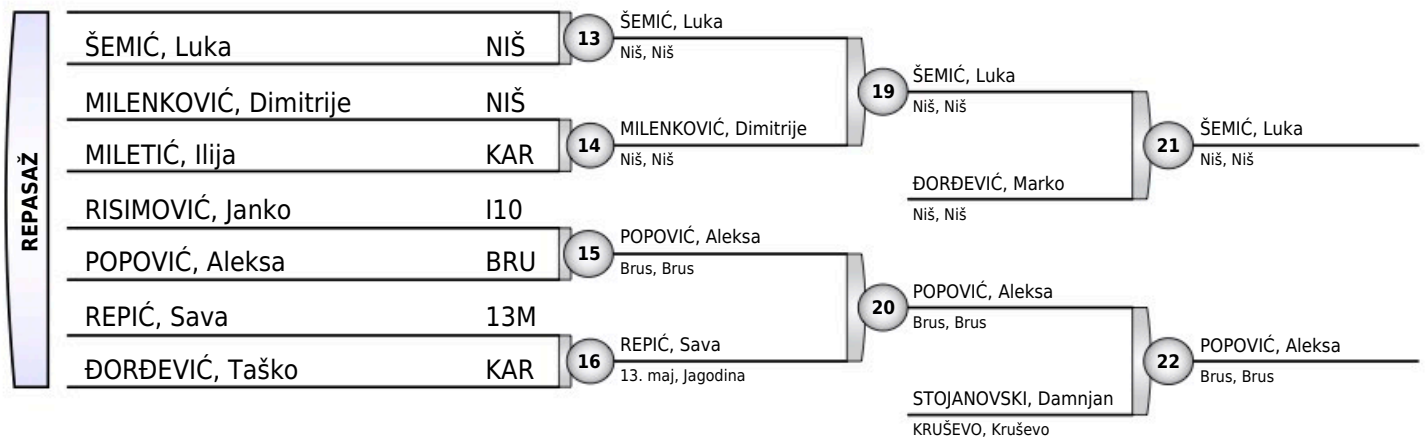 REPASAŽ
ŠEMIĆ, Luka NIŠ
MILENKOVIĆ, Dimitrije NIŠ
MILETIĆ, Ilija KAR
RISIMOVIĆ, Janko I10
POPOVIĆ, Aleksa BRU
REPIĆ, Sava 13M
ĐORĐEVIĆ, Taško KAR
13
ŠEMIĆ, Luka
Niš, Niš
14
MILENKOVIĆ, Dimitrije
Niš, Niš
15
POPOVIĆ, Aleksa
Brus, Brus
16
REPIĆ, Sava
13. maj, Jagodina
19
ŠEMIĆ, Luka
Niš, Niš
ĐORĐEVIĆ, Marko
Niš, Niš
20
POPOVIĆ, Aleksa
Brus, Brus
STOJANOVSKI, Damnjan
KRUŠEVO, Kruševo
21
ŠEMIĆ, Luka
Niš, Niš
22
POPOVIĆ, Aleksa
Brus, Brus